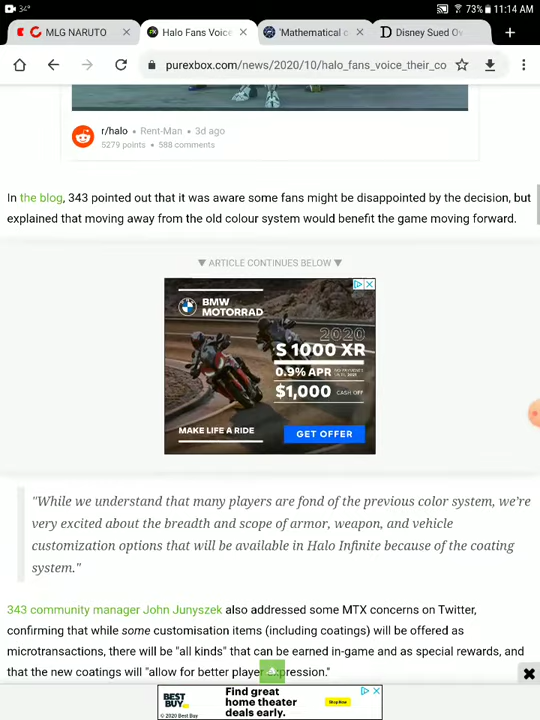 34°
73% 11:14 AM
MLG NARUTO
Halo Fans Voice
"Mathematical c
Disney Sued Ov
purexbox.com/news/2020/10/halo_fans_voice_their_co
r/halo • Rent-Man • 3d ago
5279 points • 588 comments
In the blog, 343 pointed out that it was aware some fans might be disappointed by the decision, but
explained that moving away from the old colour system would benefit the game moving forward.
▼ ARTICLE CONTINUES BELOW ▼
BMW
MOTORRAD
2020
S 1000 XR
0.9% APR
$1,000 CASH OFF
MAKE LIFE A RIDE
GET OFFER
"While we understand that many players are fond of the previous color system, we're
very excited about the breadth and scope of armor, weapon, and vehicle
customization options that will be available in Halo Infinite because of the coating
system."
343 community manager John Junyszek also addressed some MTX concerns on Twitter,
confirming that while some customisation items (including coatings) will be offered as
microtransactions, there will be "all kinds" that can be earned in-game and as special rewards, and
that the new coatings will "allow for better player expression."
BEST
BUY
© 2020 Best Buy
Find great
home theater
deals early.
Shop Now